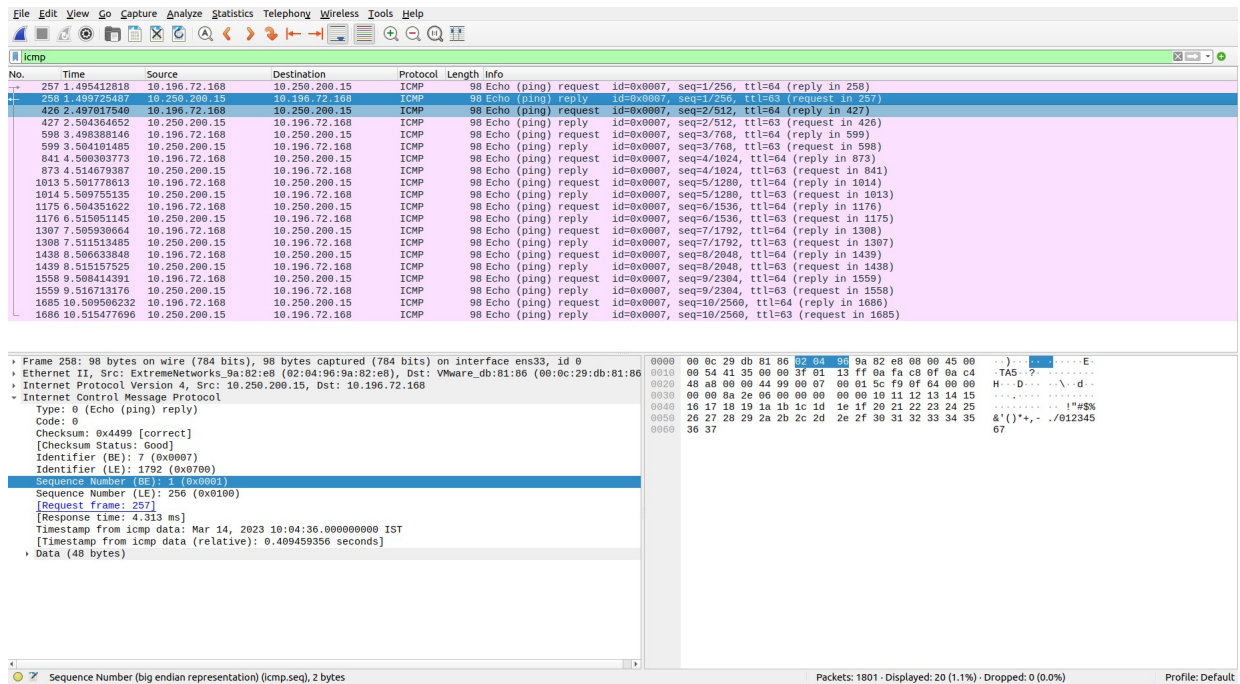 File Edit View Go Capture Analyze Statistics Telephony Wireless Tools Help
icmp
No. Time Source Destination Protocol Length Info
257 1.495412818 10.196.72.168 10.250.200.15 ICMP 98 Echo (ping) request id=0x0007, seq=1/256, ttl=64 (reply in 258)
258 1.499725487 10.250.200.15 10.196.72.168 ICMP 98 Echo (ping) reply id=0x0007, seq=1/256, ttl=63 (request in 257)
426 2.497017540 10.196.72.168 10.250.200.15 ICMP 98 Echo (ping) request id=0x0007, seq=2/512, ttl=64 (reply in 427)
427 2.504364652 10.250.200.15 10.196.72.168 ICMP 98 Echo (ping) reply id=0x0007, seq=2/512, ttl=63 (request in 426)
598 3.498388146 10.196.72.168 10.250.200.15 ICMP 98 Echo (ping) request id=0x0007, seq=3/768, ttl=64 (reply in 599)
599 3.504101485 10.250.200.15 10.196.72.168 ICMP 98 Echo (ping) reply id=0x0007, seq=3/768, ttl=63 (request in 598)
841 4.500303773 10.196.72.168 10.250.200.15 ICMP 98 Echo (ping) request id=0x0007, seq=4/1024, ttl=64 (reply in 873)
873 4.514679387 10.250.200.15 10.196.72.168 ICMP 98 Echo (ping) reply id=0x0007, seq=4/1024, ttl=63 (request in 841)
1013 5.501778613 10.196.72.168 10.250.200.15 ICMP 98 Echo (ping) request id=0x0007, seq=5/1280, ttl=64 (reply in 1014)
1014 5.509755135 10.250.200.15 10.196.72.168 ICMP 98 Echo (ping) reply id=0x0007, seq=5/1280, ttl=63 (request in 1013)
1175 6.504351622 10.196.72.168 10.250.200.15 ICMP 98 Echo (ping) request id=0x0007, seq=6/1536, ttl=64 (reply in 1176)
1176 6.515051145 10.250.200.15 10.196.72.168 ICMP 98 Echo (ping) reply id=0x0007, seq=6/1536, ttl=63 (request in 1175)
1307 7.505930664 10.196.72.168 10.250.200.15 ICMP 98 Echo (ping) request id=0x0007, seq=7/1792, ttl=64 (reply in 1308)
1308 7.511513485 10.250.200.15 10.196.72.168 ICMP 98 Echo (ping) reply id=0x0007, seq=7/1792, ttl=63 (request in 1307)
1438 8.506633848 10.196.72.168 10.250.200.15 ICMP 98 Echo (ping) request id=0x0007, seq=8/2048, ttl=64 (reply in 1439)
1439 8.515157525 10.250.200.15 10.196.72.168 ICMP 98 Echo (ping) reply id=0x0007, seq=8/2048, ttl=63 (request in 1438)
1558 9.508414391 10.196.72.168 10.250.200.15 ICMP 98 Echo (ping) request id=0x0007, seq=9/2304, ttl=64 (reply in 1559)
1559 9.516713176 10.250.200.15 10.196.72.168 ICMP 98 Echo (ping) reply id=0x0007, seq=9/2304, ttl=63 (request in 1558)
1685 10.509506232 10.196.72.168 10.250.200.15 ICMP 98 Echo (ping) request id=0x0007, seq=10/2560, ttl=64 (reply in 1686)
1686 10.515477696 10.250.200.15 10.196.72.168 ICMP 98 Echo (ping) reply id=0x0007, seq=10/2560, ttl=63 (request in 1685)
Frame 258: 98 bytes on wire (784 bits), 98 bytes captured (784 bits) on interface ens33, id 0
Ethernet II, Src: ExtremeNetworks_9a:82:e8 (02:04:96:9a:82:e8), Dst: VMware_db:81:86 (00:0c:29:db:81:86
Internet Protocol Version 4, Src: 10.250.200.15, Dst: 10.196.72.168
Internet Control Message Protocol
Type: 0 (Echo (ping) reply)
Code: 0
Checksum: 0x4499 [correct]
[Checksum Status: Good]
Identifier (BE): 7 (0x0007)
Identifier (LE): 1792 (0x0700)
Sequence Number (BE): 1 (0x0001)
Sequence Number (LE): 256 (0x0100)
[Request frame: 257]
[Response time: 4.313 ms]
Timestamp from icmp data: Mar 14, 2023 10:04:36.000000000 IST
[Timestamp from icmp data (relative): 0.409459356 seconds]
Data (48 bytes)
0000 00 0c 29 db 81 86 02 04 96 9a 82 e8 08 00 45 00 ··)··· ·· ······E·
0010 00 54 41 35 00 00 3f 01 13 ff 0a fa c8 0f 0a c4 ·TA5··?· ········
0020 48 a8 00 00 44 99 00 07 00 01 5c f9 0f 64 00 00 H···D··· ··\··d··
0030 00 00 8a 2e 06 00 00 00 00 00 10 11 12 13 14 15 ···.···· ········
0040 16 17 18 19 1a 1b 1c 1d 1e 1f 20 21 22 23 24 25 ········ ·· !"#$%
0050 26 27 28 29 2a 2b 2c 2d 2e 2f 30 31 32 33 34 35 &'()*+,- ./012345
0060 36 37 67
Sequence Number (big endian representation) (icmp.seq), 2 bytes
Packets: 1801 · Displayed: 20 (1.1%) · Dropped: 0 (0.0%)
Profile: Default